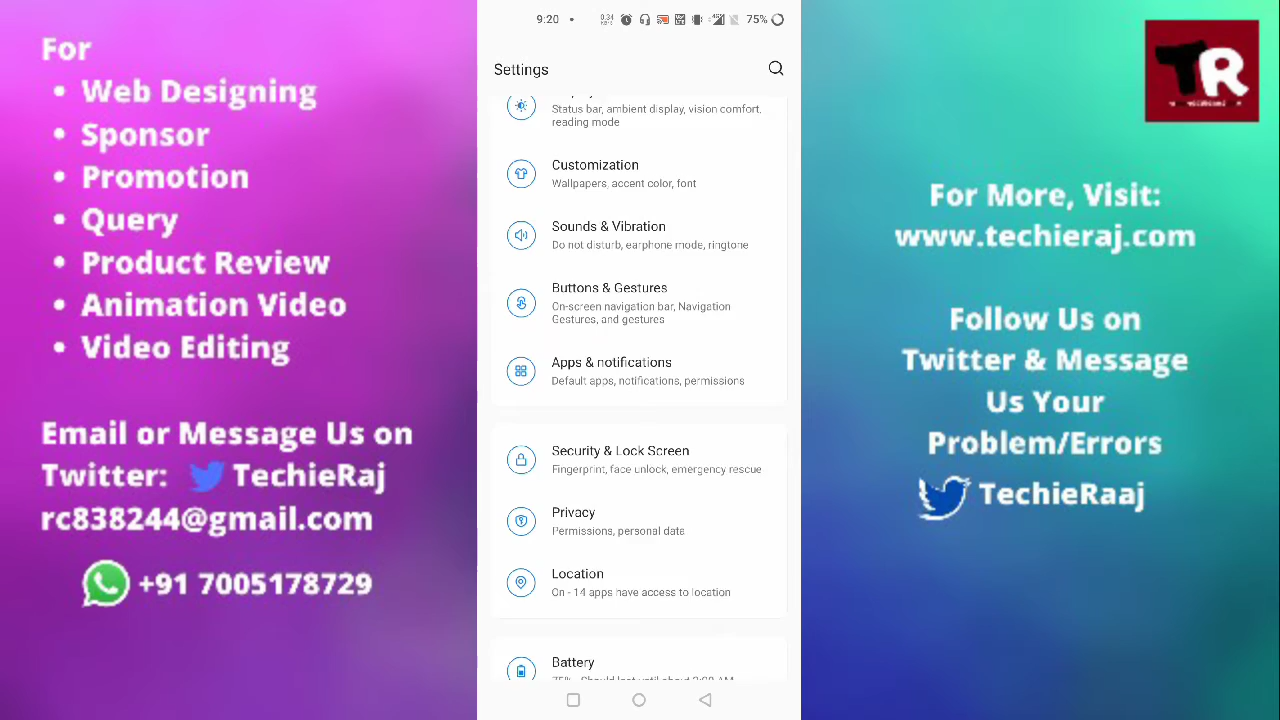 For
• Web Designing
• Sponsor
• Promotion
• Query
• Product Review
• Animation Video
• Video Editing
Email or Message Us on
Twitter: TechieRaj
rc838244@gmail.com
+91 7005178729
9:20
75%
Settings
Status bar, ambient display, vision comfort,
reading mode
Customization
Wallpapers, accent color, font
Sounds & Vibration
Do not disturb, earphone mode, ringtone
Buttons & Gestures
On-screen navigation bar, Navigation
Gestures, and gestures
Apps & notifications
Default apps, notifications, permissions
Security & Lock Screen
Fingerprint, face unlock, emergency rescue
Privacy
Permissions, personal data
Location
On - 14 apps have access to location
Battery
TR
For More, Visit:
www.techieraj.com
Follow Us on
Twitter & Message
Us Your
Problem/Errors
TechieRaaj